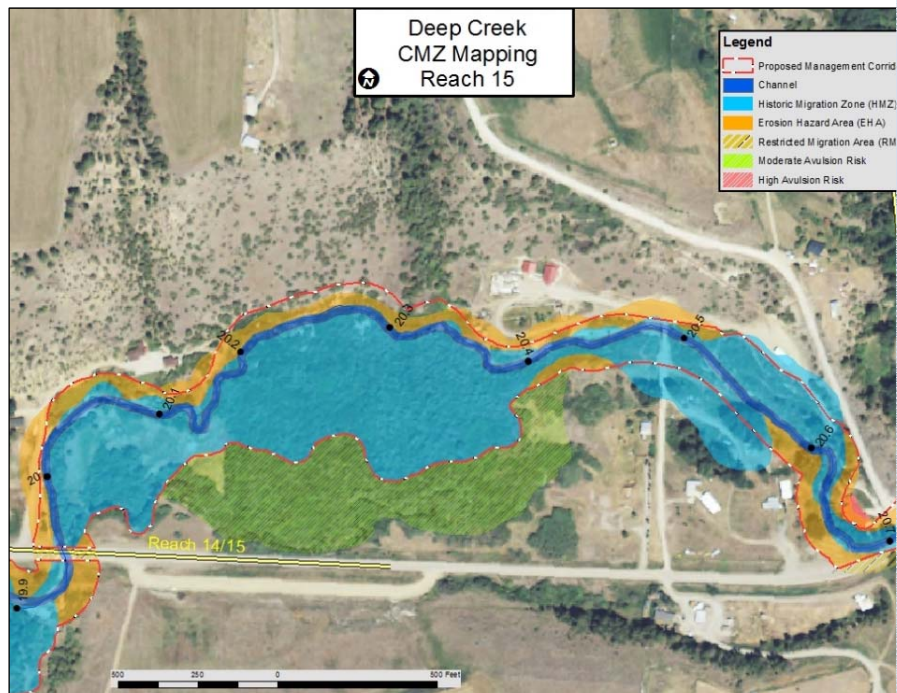 Deep Creek
CMZ Mapping
Reach 15
Legend
Proposed Management Corrid
Channel
Historic Migration Zone (HMZ)
Erosion Hazard Area (EHA)
Restricted Migration Area (RM
Moderate Avulsion Risk
High Avulsion Risk
20.3
20.2
20.4
20.5
20.1
20.6
20
20.7
Reach 14/15
19.9
500 250 0 500 Feet